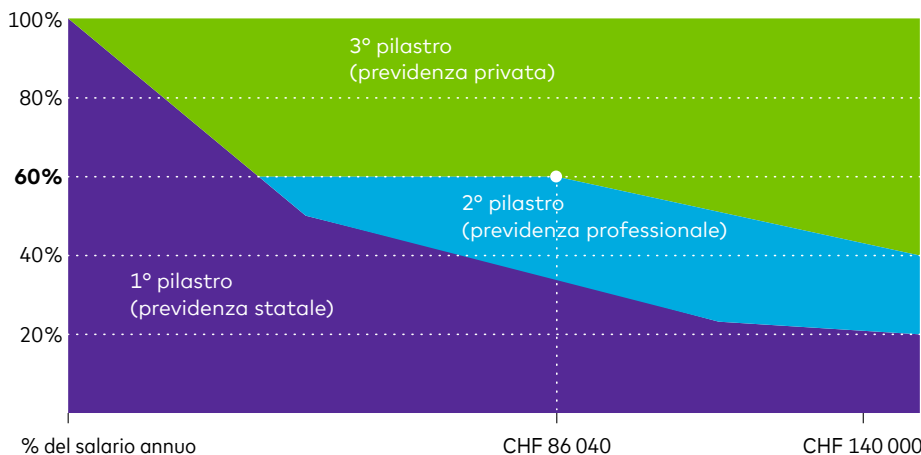 100%
80%
60%
40%
20%
3° pilastro
(previdenza privata)
2° pilastro
(previdenza professionale)
1° pilastro
(previdenza statale)
% del salario annuo
CHF 86 040
CHF 140 000